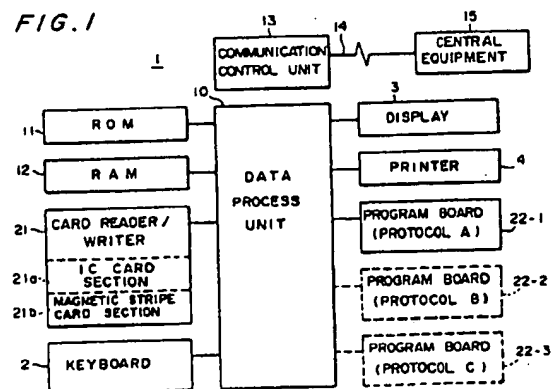 FIG.1
1
13
COMMUNICATION
CONTROL UNIT
14
15
CENTRAL
EQUIPMENT
10
DATA
PROCESS
UNIT
11
ROM
12
RAM
21
CARD READER/
WRITER
21a
IC CARD
SECTION
21b
MAGNETIC STRIPE
CARD SECTION
2
KEYBOARD
3
DISPLAY
PRINTER
4
PROGRAM BOARD
(PROTOCOL A)
22-1
PROGRAM BOARD
(PROTOCOL B)
22-2
PROGRAM BOARD
(PROTOCOL C)
22-3